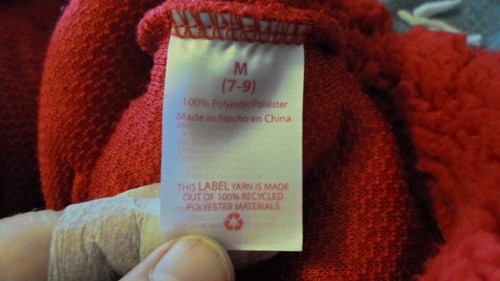 M
(7-9)
100% Polyester/Poliéster
Made in/Hecho en China
THIS LABEL YARN IS MADE
OUT OF 100% RECYCLED
POLYESTER MATERIALS